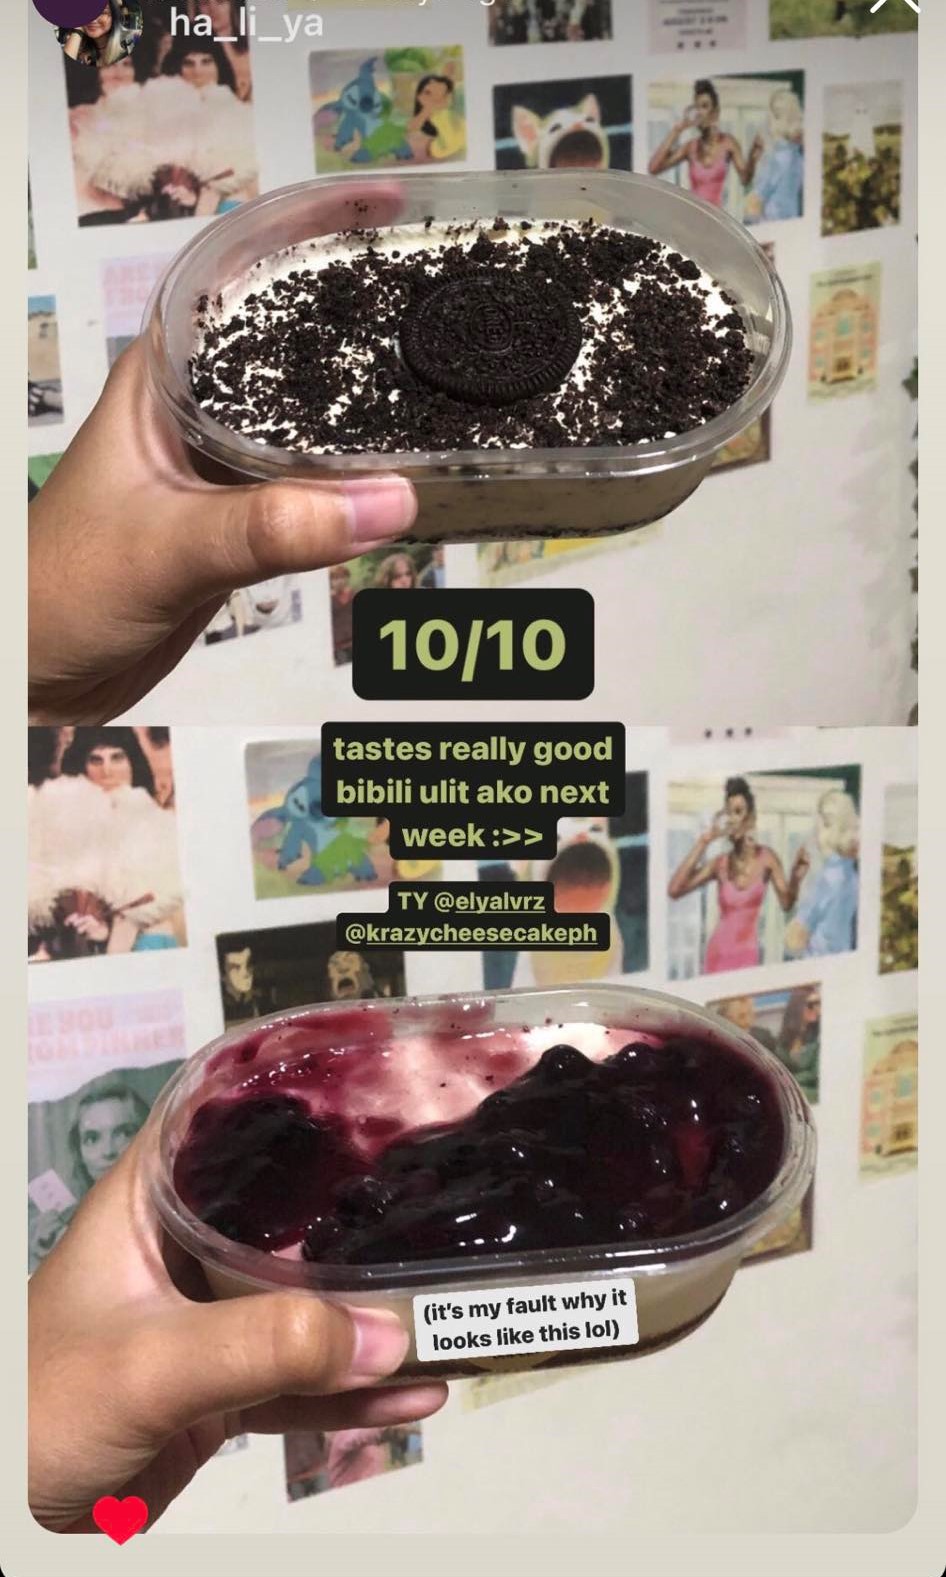 ha_li_ya
10/10
tastes really good
bibili ulit ako next
week :>>
TY @elyalvrz
@krazycheesecakeph
(it's my fault why it
looks like this lol)